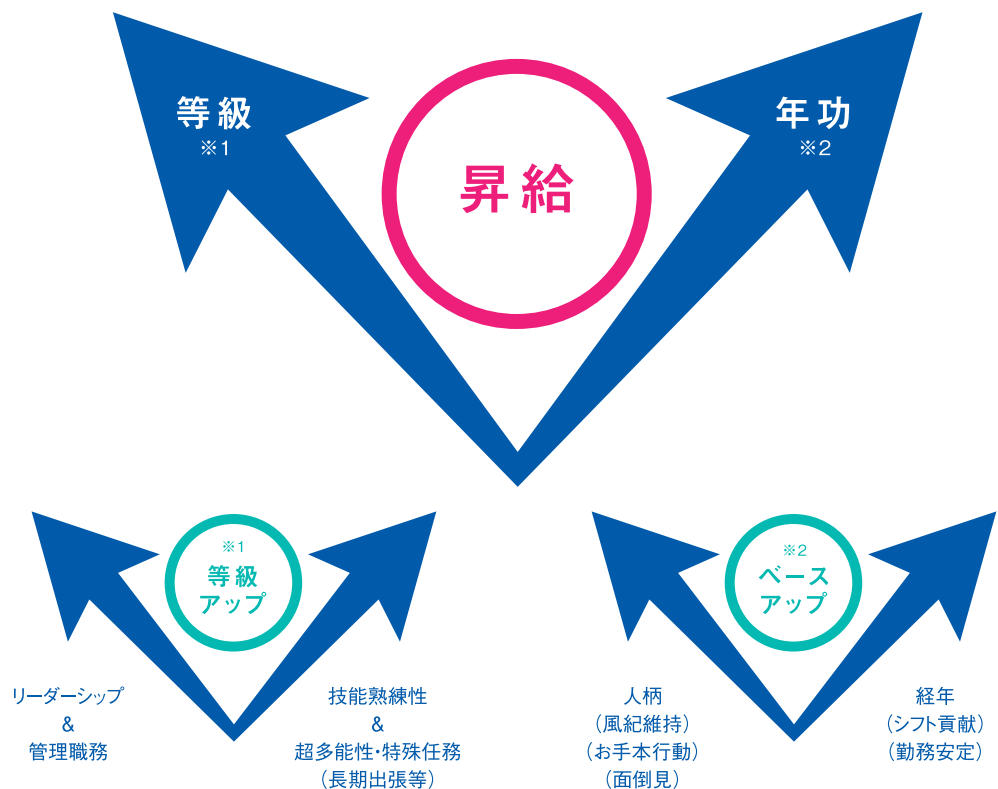 等級
※1
昇給
年功
※2
※1
等級
アップ
リーダーシップ
&
管理職務
技能熟練性
&
超多能性・特殊任務
（長期出張等）
※2
ベース
アップ
人柄
（風紀維持）
（お手本行動）
（面倒見）
経年
（シフト貢献）
（勤務安定）